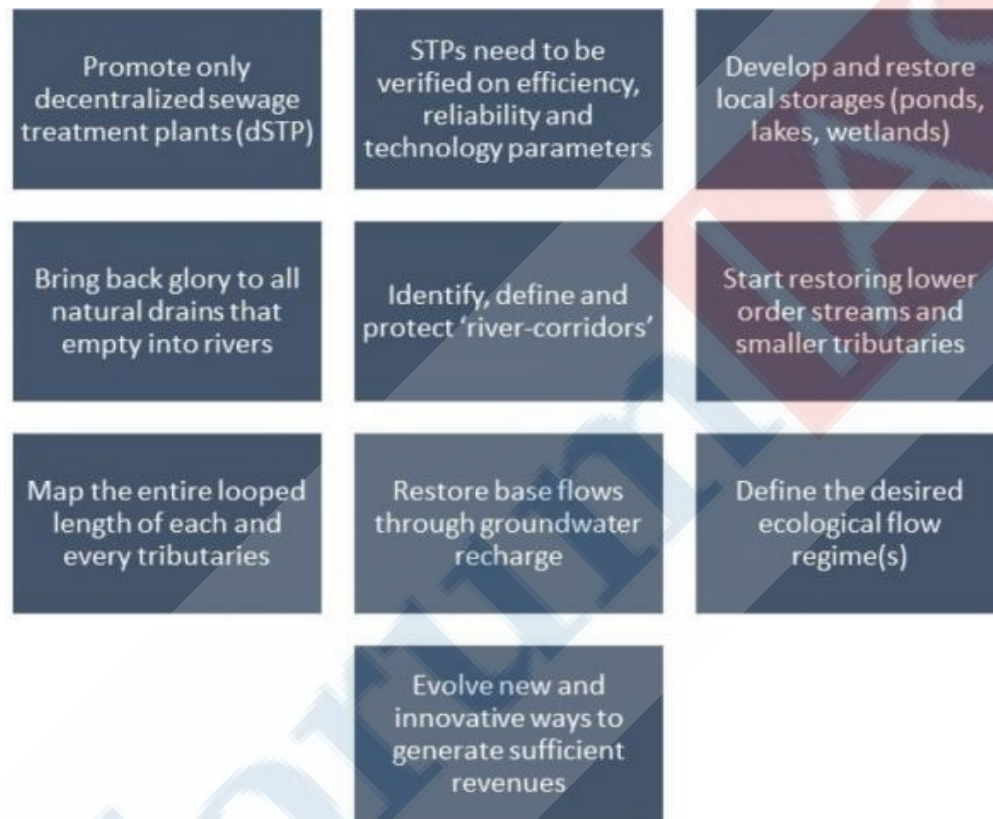 Promote only
decentralized sewage
treatment plants (dSTP)
STPs need to be
verified on efficiency,
reliability and
technology parameters
Develop and restore
local storages (ponds,
lakes, wetlands)
Bring back glory to all
natural drains that
empty into rivers
Identify, define and
protect 'river-corridors'
Start restoring lower
order streams and
smaller tributaries
Map the entire looped
length of each and
every tributaries
Restore base flows
through groundwater
recharge
Define the desired
ecological flow
regime(s)
Evolve new and
innovative ways to
generate sufficient
revenues